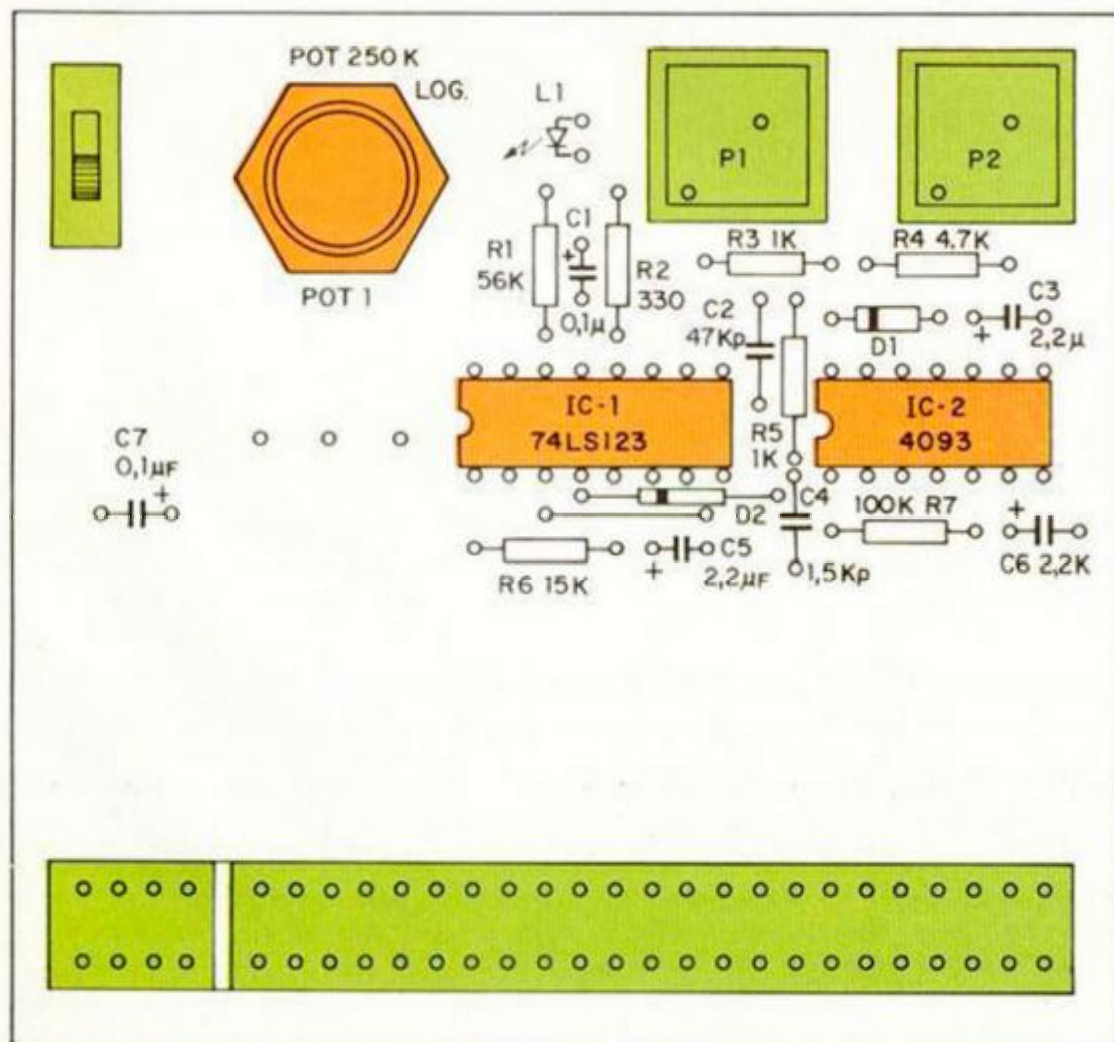 POT 250 K
LOG.
POT 1
L1
P1
P2
R1
56K
C1
+
0,1µ
R2
330
R3 1K
R4 4,7K
C2
47Kp
D1
C3
+
2,2µ
IC-1
74LS123
R5
1K
IC-2
4093
C7
0,1µF
+
D2
C4
1,5Kp
100K R7
+
C6 2,2K
R6 15K
+
C5
2,2µF